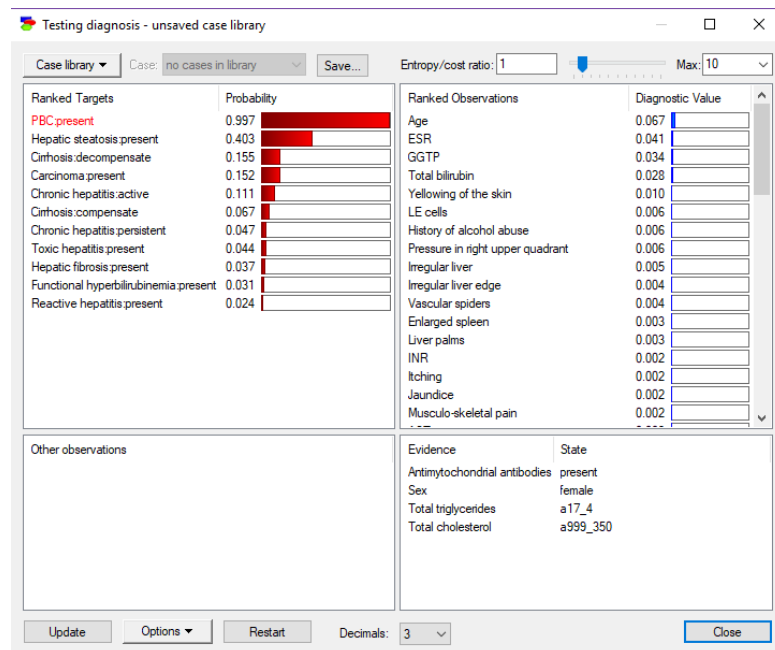 Testing diagnosis - unsaved case library
Case library Case: no cases in library Save... Entropy/cost ratio: 1 Max: 10
Ranked Targets Probability
PBC:present 0.997
Hepatic steatosis:present 0.403
Cirrhosis:decompensate 0.155
Carcinoma:present 0.152
Chronic hepatitis:active 0.111
Cirrhosis:compensate 0.067
Chronic hepatitis:persistent 0.047
Toxic hepatitis:present 0.044
Hepatic fibrosis:present 0.037
Functional hyperbilirubinemia:present 0.031
Reactive hepatitis:present 0.024
Ranked Observations Diagnostic Value
Age 0.067
ESR 0.041
GGTP 0.034
Total bilirubin 0.028
Yellowing of the skin 0.010
LE cells 0.006
History of alcohol abuse 0.006
Pressure in right upper quadrant 0.006
Irregular liver 0.005
Irregular liver edge 0.004
Vascular spiders 0.004
Enlarged spleen 0.003
Liver palms 0.003
INR 0.002
Itching 0.002
Jaundice 0.002
Musculo-skeletal pain 0.002
Other observations
Evidence State
Antimytochondrial antibodies present
Sex female
Total triglycerides a17_4
Total cholesterol a999_350
Update Options Restart Decimals: 3 Close